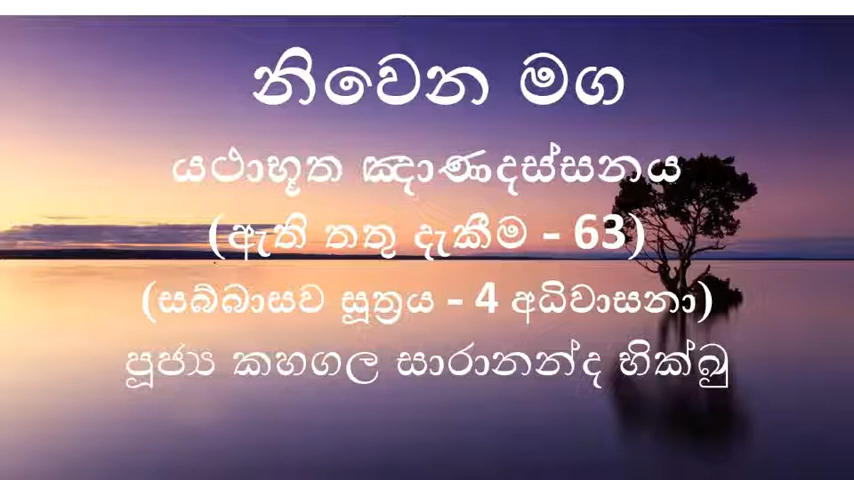 නිවෙන මග
යථාභූත ඤාණදස්සනය
(ඇති තතු දැකීම - 63)
(සබ්බාසව සූත්‍රය - 4 අධිවාසනා)
පූජ්‍ය කහගල සාරානන්ද භික්ඛු